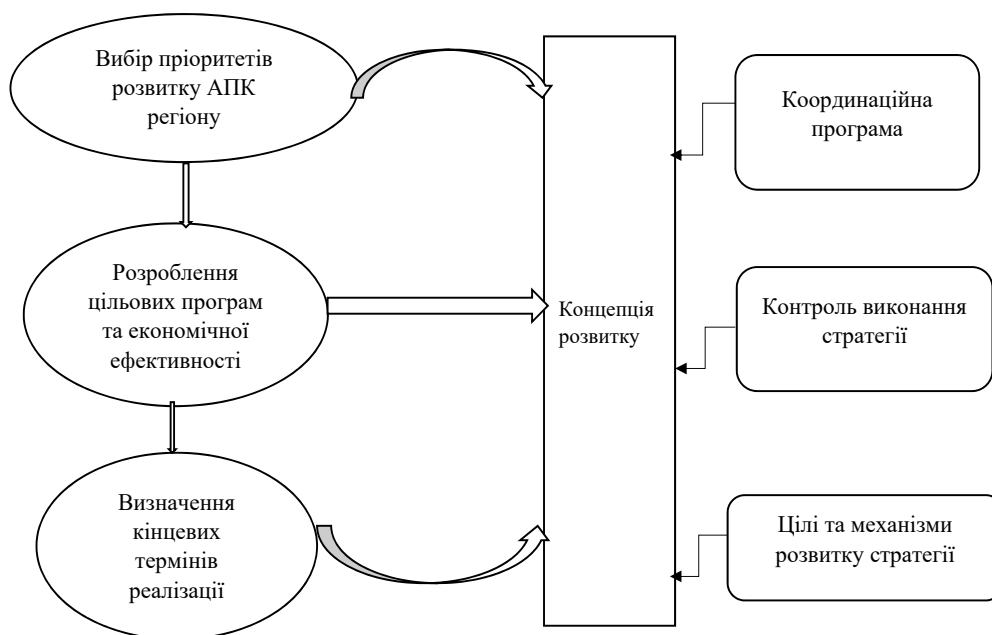 Вибір пріоритетів
розвитку АПК
регіону
Розроблення
цільових програм
та економічної
ефективності
Визначення
кінцевих
термінів
реалізації
Концепція
розвитку
Координаційна
програма
Контроль виконання
стратегії
Цілі та механізми
розвитку стратегії